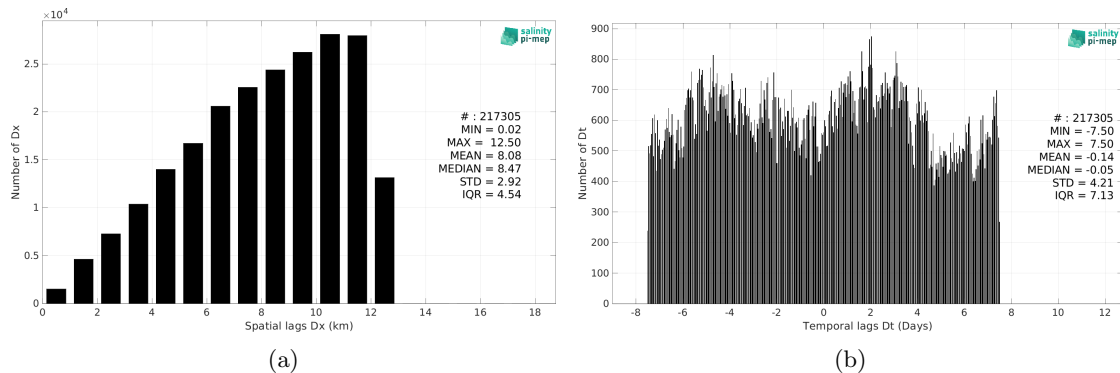 ×10⁴
2.5
2
1.5
1
0.5
0
0 2 4 6 8 10 12 14 16 18
Number of Dx
Spatial lags Dx (km)
salinity
pi-mep
# : 217305
MIN = 0.02
MAX = 12.50
MEAN = 8.08
MEDIAN = 8.47
STD = 2.92
IQR = 4.54
(a)
900
800
700
600
500
400
300
200
100
0
-8 -6 -4 -2 0 2 4 6 8 10 12
Number of Dt
Temporal lags Dt (Days)
salinity
pi-mep
# : 217305
MIN = -7.50
MAX = 7.50
MEAN = -0.14
MEDIAN = -0.05
STD = 4.21
IQR = 7.13
(b)